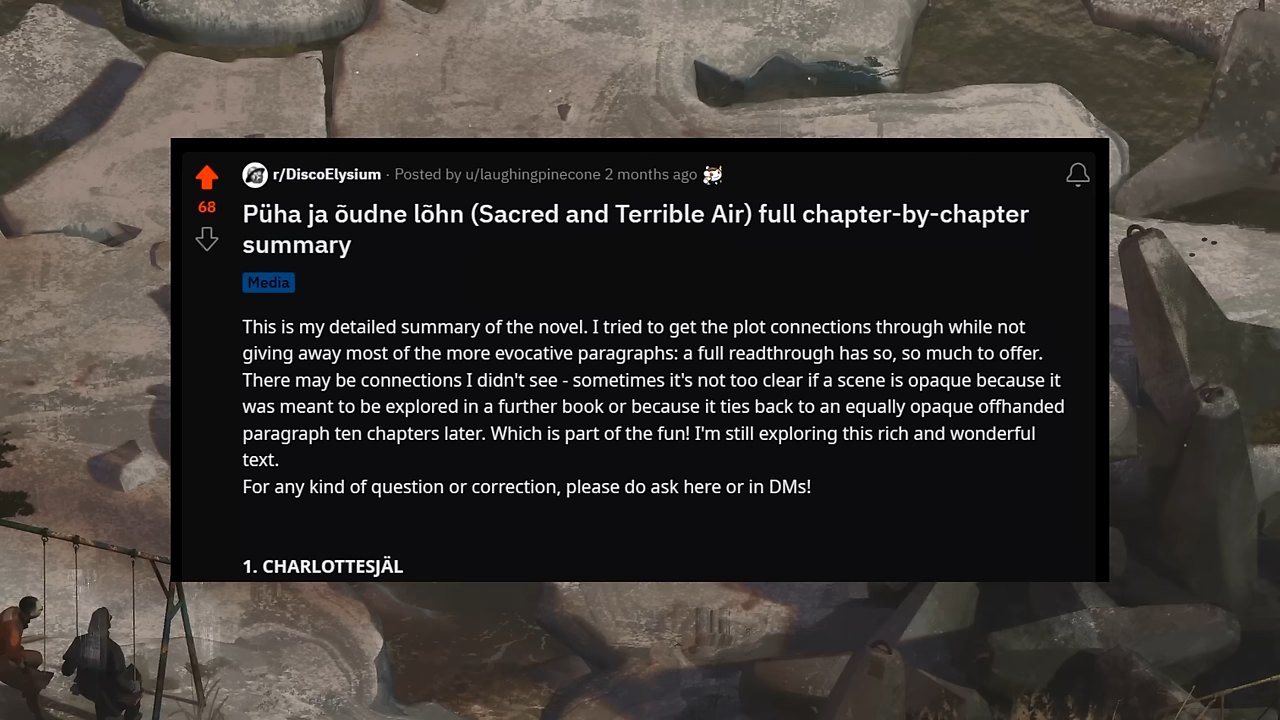 r/DiscoElysium · Posted by u/laughingpinecone 2 months ago
68
Püha ja õudne lõhn (Sacred and Terrible Air) full chapter-by-chapter
summary
Media
This is my detailed summary of the novel. I tried to get the plot connections through while not
giving away most of the more evocative paragraphs: a full readthrough has so, so much to offer.
There may be connections I didn't see - sometimes it's not too clear if a scene is opaque because it
was meant to be explored in a further book or because it ties back to an equally opaque offhanded
paragraph ten chapters later. Which is part of the fun! I'm still exploring this rich and wonderful
text.
For any kind of question or correction, please do ask here or in DMs!
1. CHARLOTTESJÄL